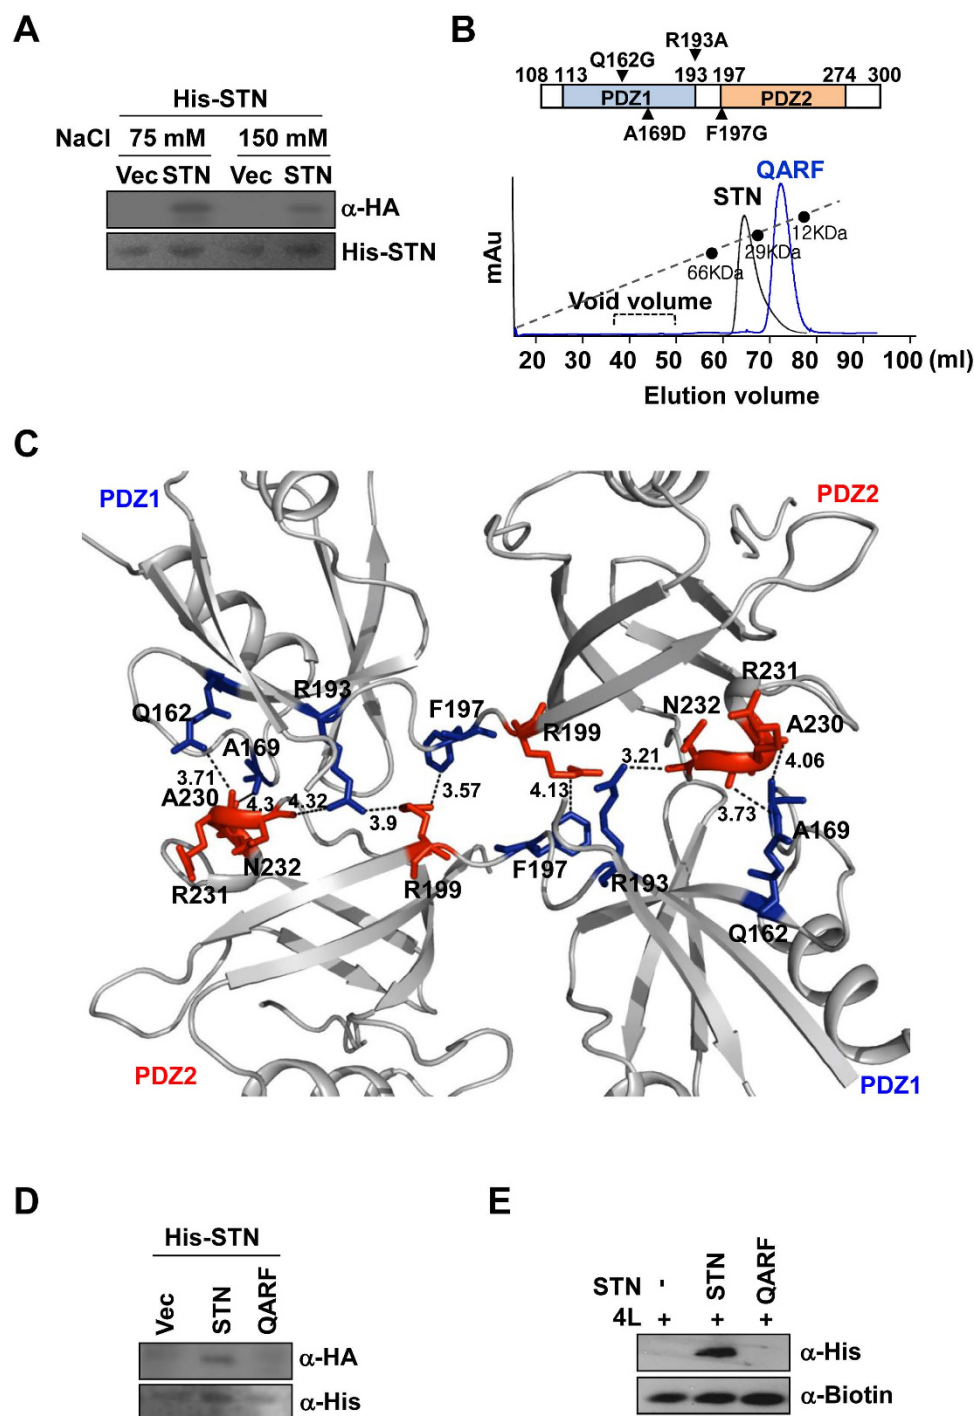 A
His-STN
NaCl 75 mM 150 mM
Vec STN Vec STN
α-HA
His-STN
B
R193A
Q162G
108 113 193 197 274 300
PDZ1 PDZ2
A169D F197G
QARF
STN
12KDa
29KDa
66KDa
mAu
Void volume
20 30 40 50 60 70 80 90 100 (ml)
Elution volume
C
PDZ1
PDZ2
R193
Q162
F197
R199
N232
R231
A230
A169
3.71
A230
4.3
4.32
3.9
3.57
4.13
3.21
4.06
3.73
A169
N232
R231
R199
F197
R193
Q162
PDZ2
PDZ1
D
His-STN
Vec STN QARF
α-HA
α-His
E
STN - STN QARF
4L + + +
α-His
α-Biotin